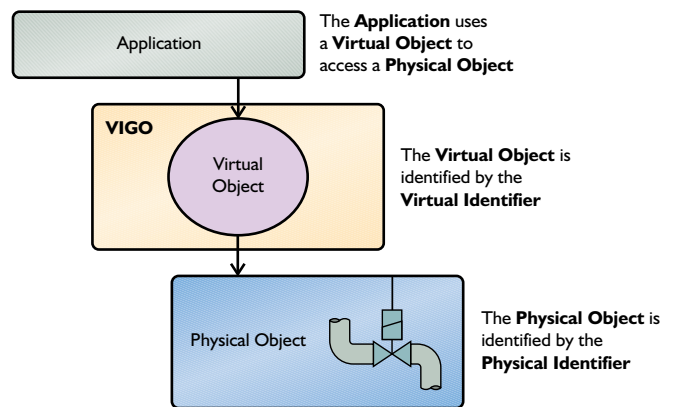 Application
The Application uses
a Virtual Object to
access a Physical Object
VIGO
Virtual
Object
The Virtual Object is
identified by the
Virtual Identifier
Physical Object
The Physical Object is
identified by the
Physical Identifier